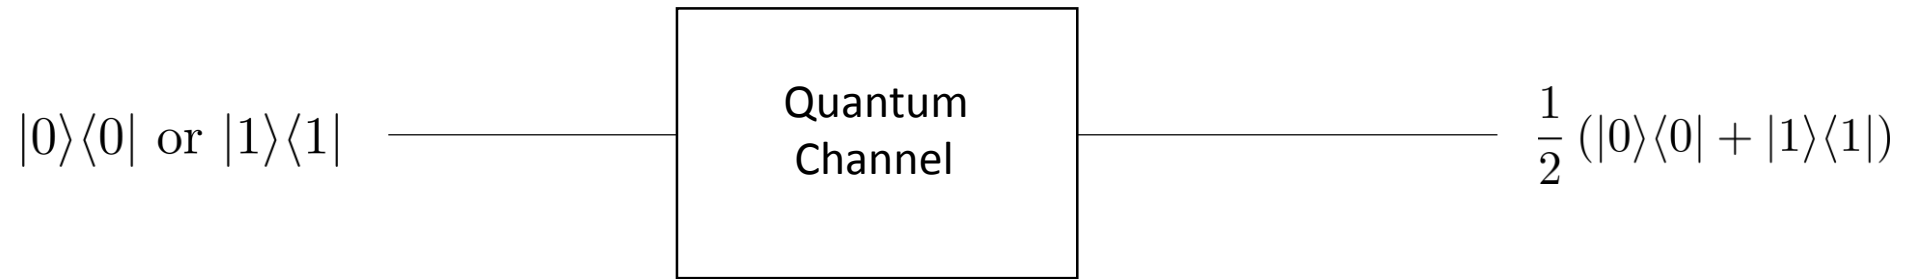 |0⟩⟨0| or |1⟩⟨1|
Quantum
Channel
1/2 (|0⟩⟨0| + |1⟩⟨1|)